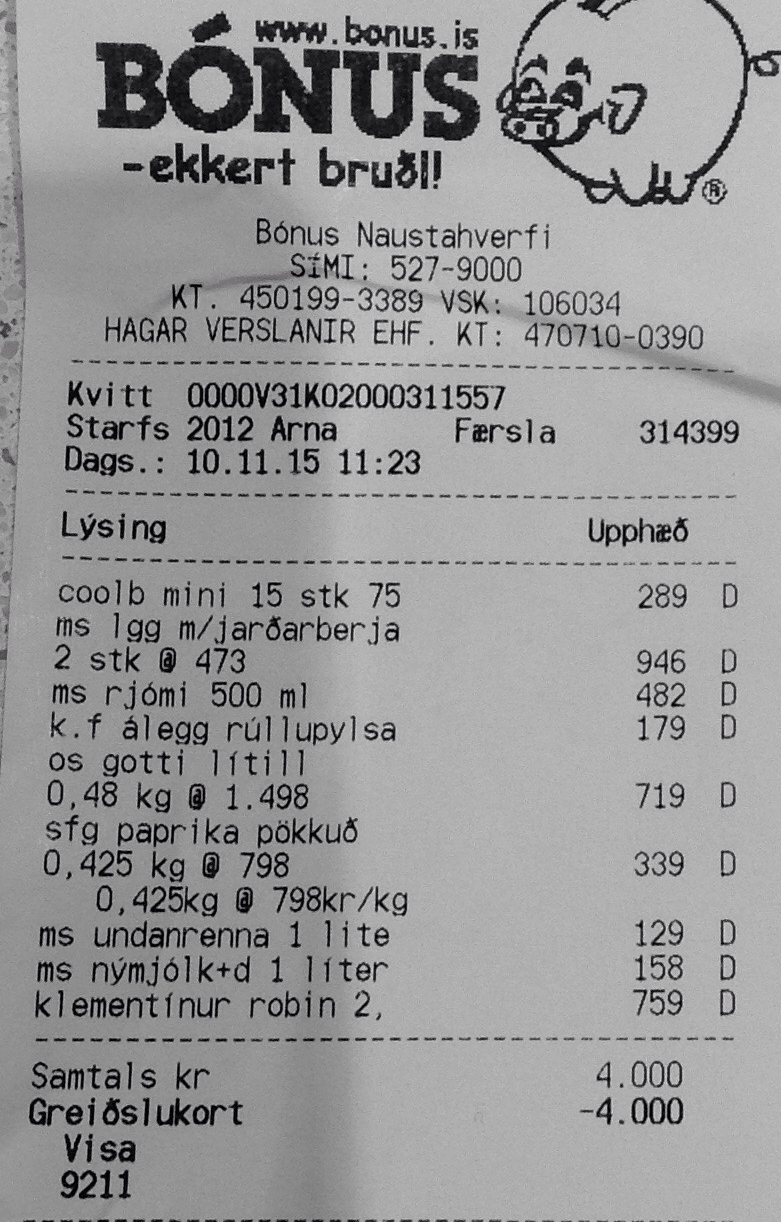 www.bonus.is
BÓNUS
-ekkert bruðl!
®
Bónus Naustahverfi
SÍMI: 527-9000
KT. 450199-3389 VSK: 106034
HAGAR VERSLANIR EHF. KT: 470710-0390
Kvitt 0000V31K02000311557
Starfs 2012 Arna Færsla 314399
Dags.: 10.11.15 11:23
Lýsing Upphæð
coolb mini 15 stk 75 289 D
ms lgg m/jarðarberja
2 stk @ 473 946 D
ms rjómi 500 ml 482 D
k.f álegg rúllupylsa 179 D
os gotti lítill
0,48 kg @ 1.498 719 D
sfg paprika pökkuð
0,425 kg @ 798 339 D
0,425kg @ 798kr/kg
ms undanrenna 1 lite 129 D
ms nýmjólk+d 1 líter 158 D
klementínur robin 2, 759 D
Samtals kr 4.000
Greiðslukort -4.000
Visa
9211